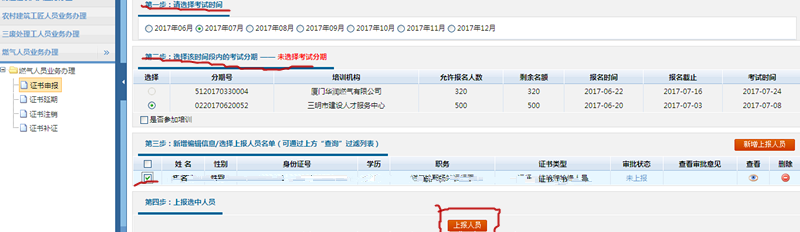 农村建筑工匠人员业务办理
三废处理工人员业务办理
燃气人员业务办理
燃气人员业务办理
证书申报
证书延期
证书注销
证书补证
第一步：请选择考试时间
2017年06月 2017年07月 2017年08月 2017年09月 2017年10月 2017年11月 2017年12月
第二步：选择该时间段内的考试分期 —— 未选择考试分期
选择 分期号 培训机构 允许报名人数 剩余名额 报名时间 报名截止 考试时间
5120170330004 厦门华润燃气有限公司 320 320 2017-06-22 2017-07-16 2017-07-24
0220170620052 三明市建设人才服务中心 500 500 2017-06-20 2017-07-03 2017-07-08
是否参加培训
第三步：新增编辑信息/选择上报人员名单（可通过上方“查询”过滤列表） 新增上报人员
姓 名 性别 身份证号 学历 职务 证书类型 审批状态 查看审批意见 查看 删除
未上报
第四步：上报选中人员
上报人员